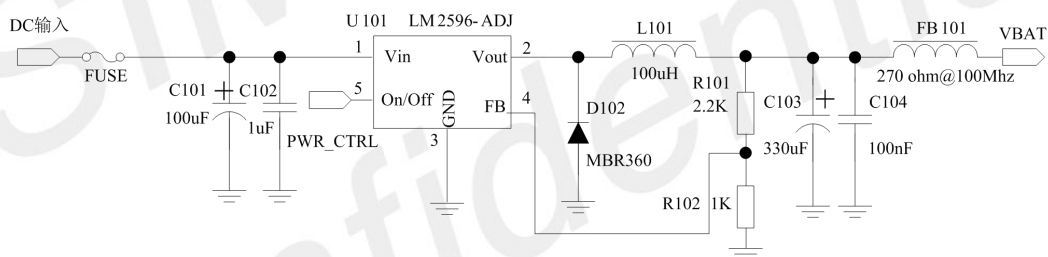 DC输入
FUSE
C101
100uF
C102
1uF
U101 LM2596-ADJ
1 Vin
Vout 2
5 On/Off
FB 4
GND
3
PWR_CTRL
D102
MBR360
L101
100uH
R101
2.2K
R102 1K
C103
330uF
C104
100nF
FB101
270 ohm@100Mhz
VBAT